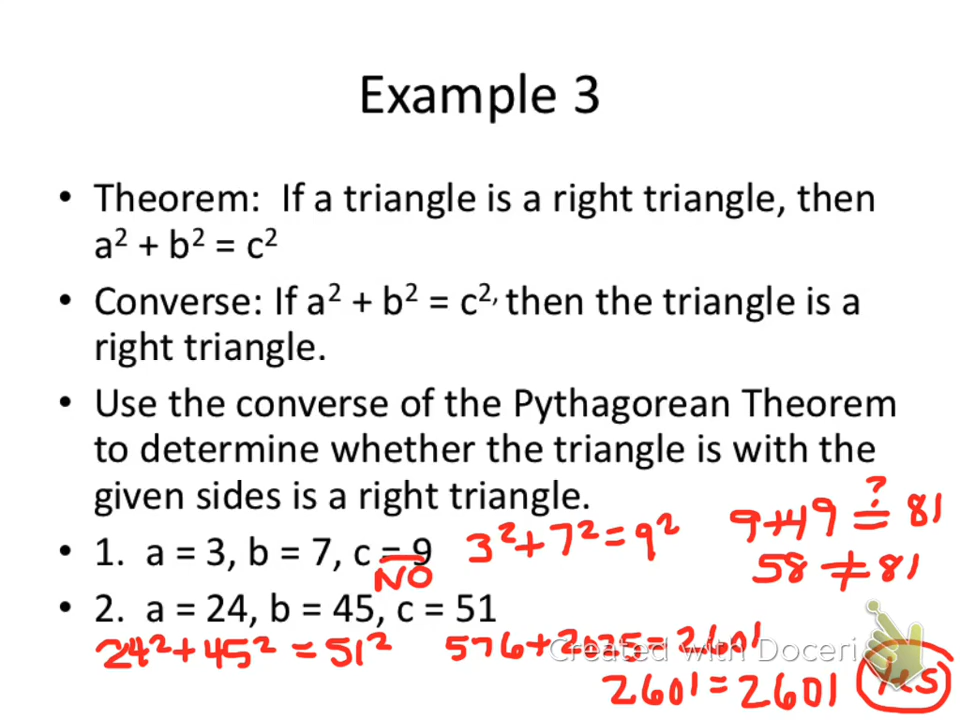 Example 3
• Theorem:  If a triangle is a right triangle, then
a² + b² = c²
• Converse: If a² + b² = c², then the triangle is a
right triangle.
• Use the converse of the Pythagorean Theorem
to determine whether the triangle is with the
given sides is a right triangle.
• 1.  a = 3, b = 7, c = 9
NO
3² + 7² = 9²
9+49 ≟ 81
58 ≠ 81
• 2.  a = 24, b = 45, c = 51
24² + 45² = 51²
576+2025=2601
2601 = 2601
Created with Doceri